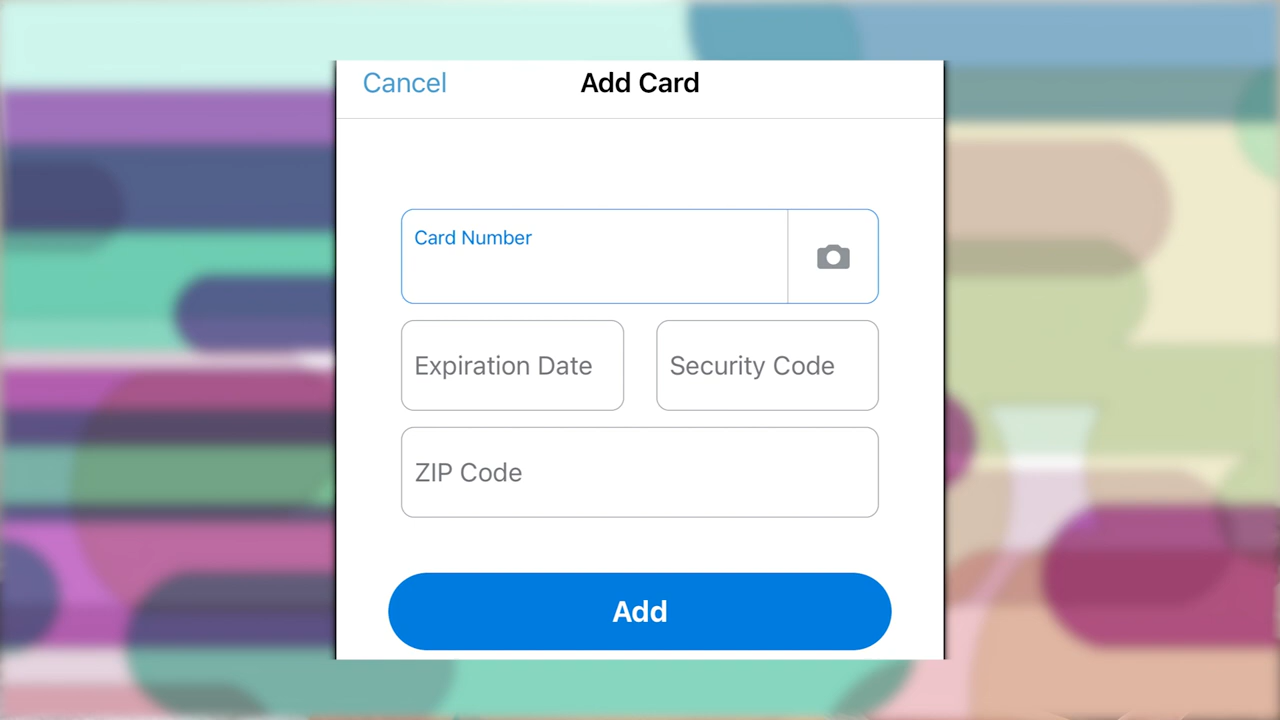 Cancel
Add Card
Card Number
Expiration Date
Security Code
ZIP Code
Add